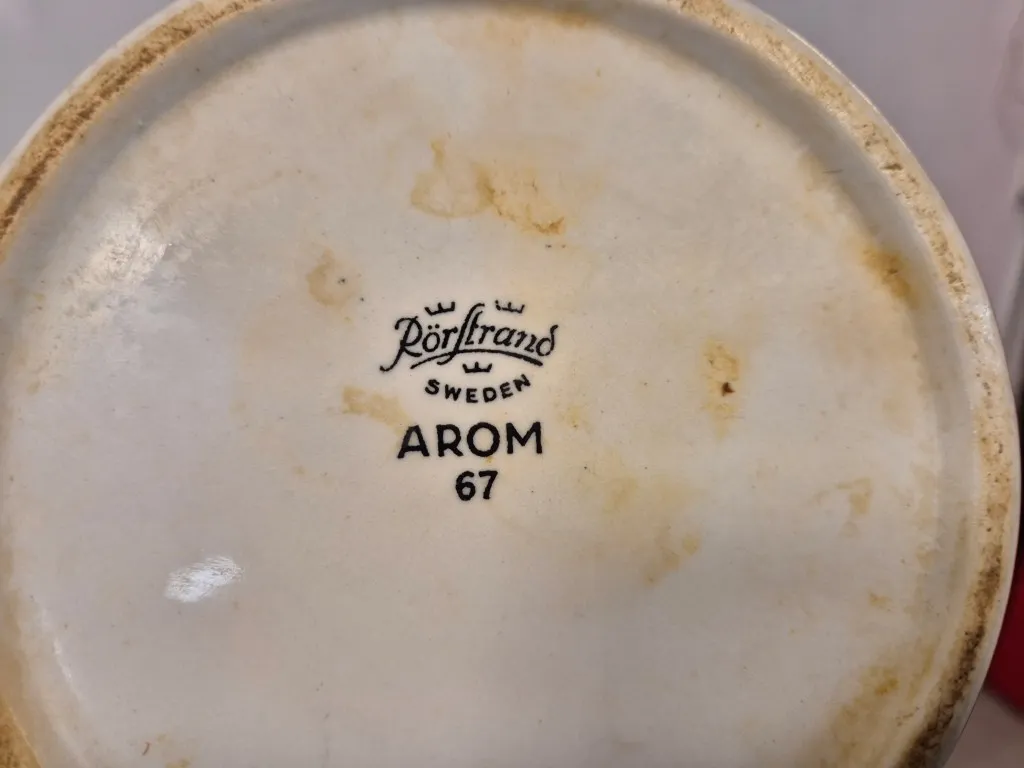 Rörstrand
SWEDEN
AROM
67